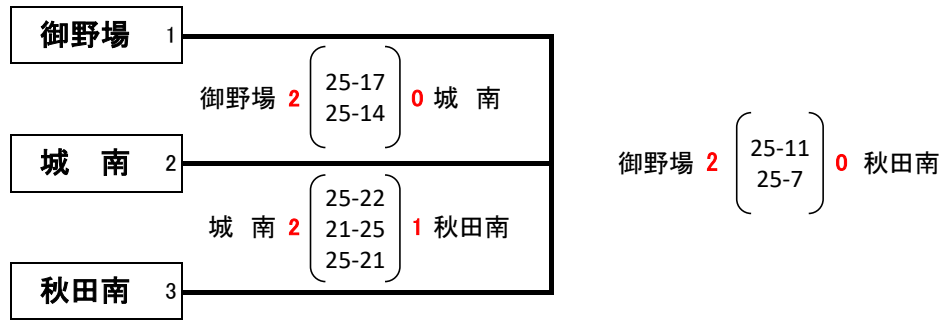 御野場 1
御野場 2 25-17 0 城 南
25-14
城 南 2
御野場 2 25-11 0 秋田南
25-7
城 南 2 25-22 1 秋田南
21-25
25-21
秋田南 3